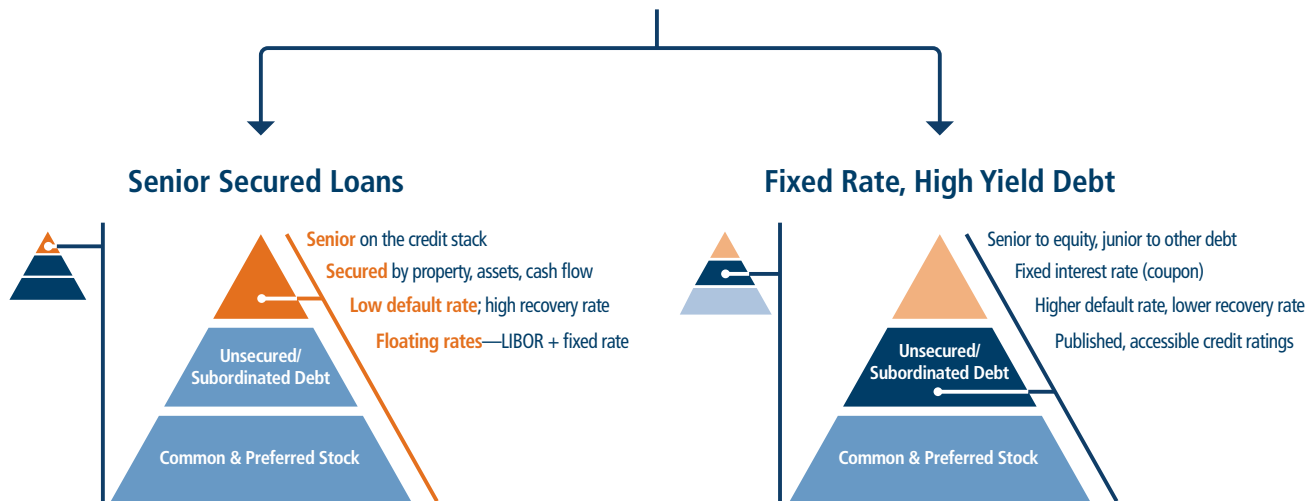 Senior Secured Loans
Senior on the credit stack
Secured by property, assets, cash flow
Low default rate; high recovery rate
Floating rates—LIBOR + fixed rate
Unsecured/
Subordinated Debt
Common & Preferred Stock
Fixed Rate, High Yield Debt
Senior to equity, junior to other debt
Fixed interest rate (coupon)
Higher default rate, lower recovery rate
Published, accessible credit ratings
Unsecured/
Subordinated Debt
Common & Preferred Stock